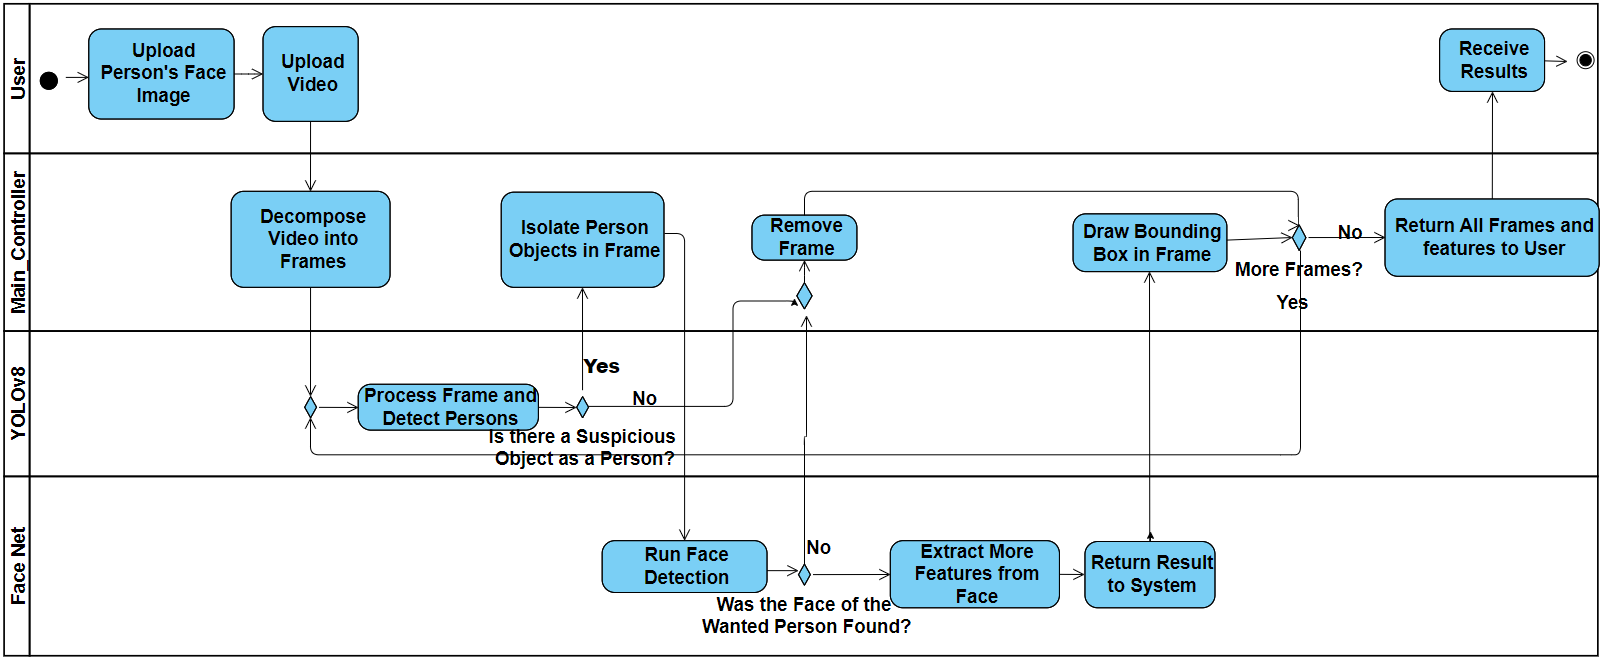 User
Upload
Person's Face
Image
Upload
Video
Receive
Results
Main_Controller
Decompose
Video into
Frames
Isolate Person
Objects in Frame
Remove
Frame
Draw Bounding
Box in Frame
More Frames?
No
Yes
Return All Frames and
features to User
YOLOv8
Process Frame and
Detect Persons
Yes
No
Is there a Suspicious
Object as a Person?
Face Net
Run Face
Detection
No
Was the Face of the
Wanted Person Found?
Extract More
Features from
Face
Return Result
to System